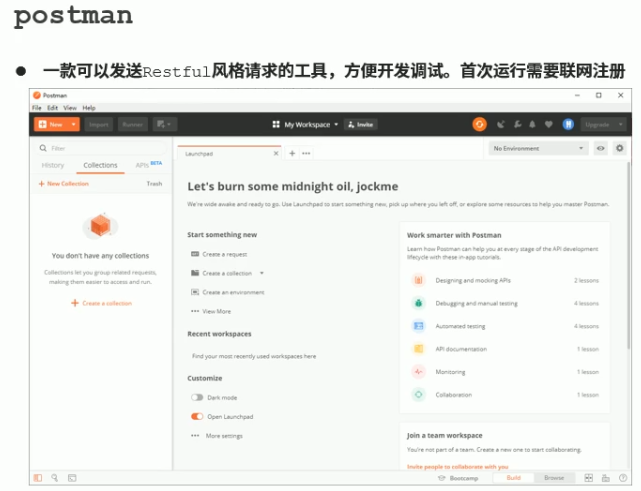 postman
● 一款可以发送Restful风格请求的工具，方便开发调试。首次运行需要联网注册
Postman
File Edit View Help
New Import Runner My Workspace Invite Upgrade
Filter
Launchpad
No Environment
History Collections APIs BETA
+ New Collection Trash
Let's burn some midnight oil, jockme
We're wide awake and ready to go. Use Launchpad to start something new, pick up where you left off, or explore some resources to help you master Postman.
You don't have any collections
Collections let you group related requests,
making them easier to access and run.
+ Create a collection
Start something new
Create a request
Create a collection
Create an environment
View More
Recent workspaces
Find your most recently used workspaces here
Customize
Dark mode
Open Launchpad
More settings
Work smarter with Postman
Learn how Postman can help you at every stage of the API development
lifecycle with these in-app tutorials.
Designing and mocking APIs 2 lessons
Debugging and manual testing 4 lessons
Automated testing 4 lessons
API documentation 1 lesson
Monitoring 1 lesson
Collaboration 1 lesson
Join a team workspace
You're not part of a team. Create a new one to start collaborating.
Invite people to collaborate with you
Bootcamp Build Browse